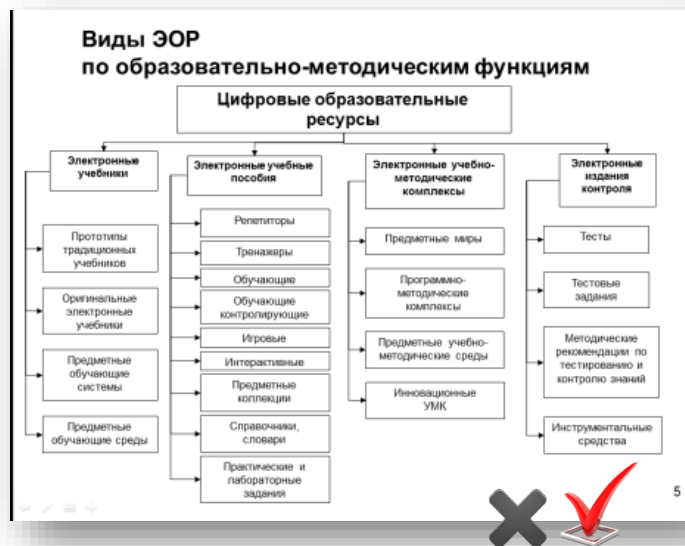 Виды ЭОР
по образовательно-методическим функциям
Цифровые образовательные
ресурсы
Электронные
учебники
Прототипы
традиционных
учебников
Оригинальные
электронные
учебники
Предметные
обучающие
системы
Предметные
обучающие среды
Электронные учебные
пособия
Репетиторы
Тренажеры
Обучающие
Обучающие
контролирующие
Игровые
Интерактивные
Предметные
коллекции
Справочники,
словари
Практические и
лабораторные
задания
Электронные учебно-
методические
комплексы
Предметные миры
Программно-
методические
комплексы
Предметные учебно-
методические среды
Инновационные
УМК
Электронные
издания
контроля
Тесты
Тестовые
задания
Методические
рекомендации по
тестированию и
контролю знаний
Инструментальные
средства
5